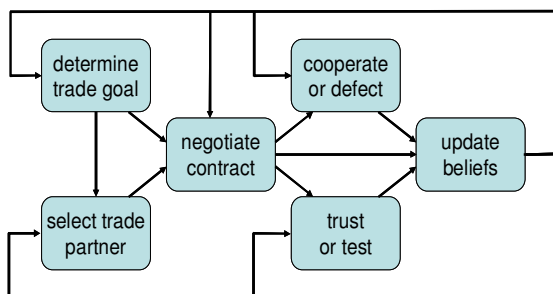 determine
trade goal
cooperate
or defect
negotiate
contract
update
beliefs
select trade
partner
trust
or test